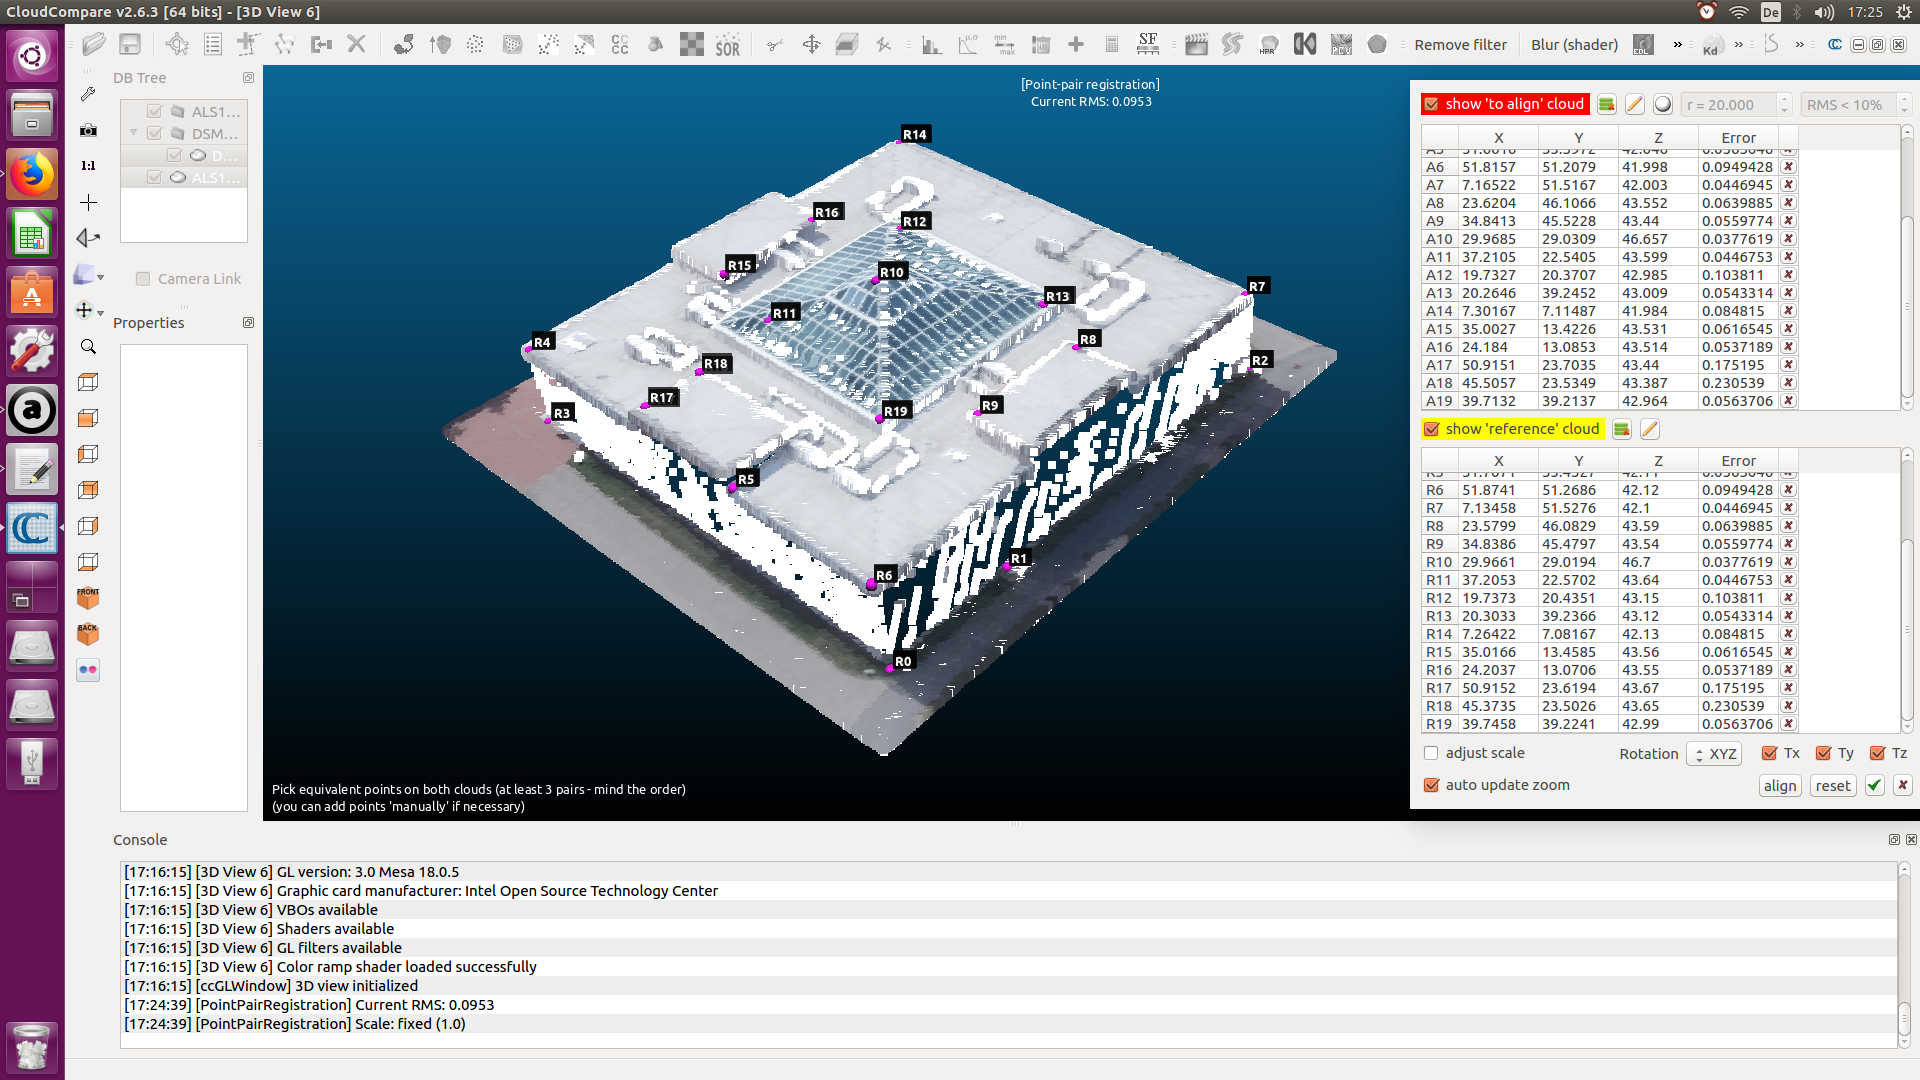 CloudCompare v2.6.3 [64 bits] - [3D View 6]
De
17:25
1:1
SOR
SF
Remove filter
Blur (shader)
EDL
Kd
DB Tree
ALS1...
DSM...
D...
ALS1...
Camera Link
Properties
FRONT
BACK
[Point-pair registration]
Current RMS: 0.0953
R14
R16
R12
R15
R10
R7
R13
R11
R4
R8
R2
R18
R17
R9
R3
R19
R5
R1
R6
R0
Pick equivalent points on both clouds (at least 3 pairs - mind the order)
(you can add points 'manually' if necessary)
show 'to align' cloud
r = 20.000
RMS < 10%
X Y Z Error
A6 51.8157 51.2079 41.998 0.0949428
A7 7.16522 51.5167 42.003 0.0446945
A8 23.6204 46.1066 43.552 0.0639885
A9 34.8413 45.5228 43.44 0.0559774
A10 29.9685 29.0309 46.657 0.0377619
A11 37.2105 22.5405 43.599 0.0446753
A12 19.7327 20.3707 42.985 0.103811
A13 20.2646 39.2452 43.009 0.0543314
A14 7.30167 7.11487 41.984 0.084815
A15 35.0027 13.4226 43.531 0.0616545
A16 24.184 13.0853 43.514 0.0537189
A17 50.9151 23.7035 43.44 0.175195
A18 45.5057 23.5349 43.387 0.230539
A19 39.7132 39.2137 42.964 0.0563706
show 'reference' cloud
X Y Z Error
R6 51.8741 51.2686 42.12 0.0949428
R7 7.13458 51.5276 42.1 0.0446945
R8 23.5799 46.0829 43.59 0.0639885
R9 34.8386 45.4797 43.54 0.0559774
R10 29.9661 29.0194 46.7 0.0377619
R11 37.2053 22.5702 43.64 0.0446753
R12 19.7373 20.4351 43.15 0.103811
R13 20.3033 39.2366 43.12 0.0543314
R14 7.26422 7.08167 42.13 0.084815
R15 35.0166 13.4585 43.56 0.0616545
R16 24.2037 13.0706 43.55 0.0537189
R17 50.9152 23.6194 43.67 0.175195
R18 45.3735 23.5026 43.65 0.230539
R19 39.7458 39.2241 42.99 0.0563706
adjust scale
Rotation
XYZ
Tx
Ty
Tz
auto update zoom
align
reset
Console
[17:16:15] [3D View 6] GL version: 3.0 Mesa 18.0.5
[17:16:15] [3D View 6] Graphic card manufacturer: Intel Open Source Technology Center
[17:16:15] [3D View 6] VBOs available
[17:16:15] [3D View 6] Shaders available
[17:16:15] [3D View 6] GL filters available
[17:16:15] [3D View 6] Color ramp shader loaded successfully
[17:16:15] [ccGLWindow] 3D view initialized
[17:24:39] [PointPairRegistration] Current RMS: 0.0953
[17:24:39] [PointPairRegistration] Scale: fixed (1.0)